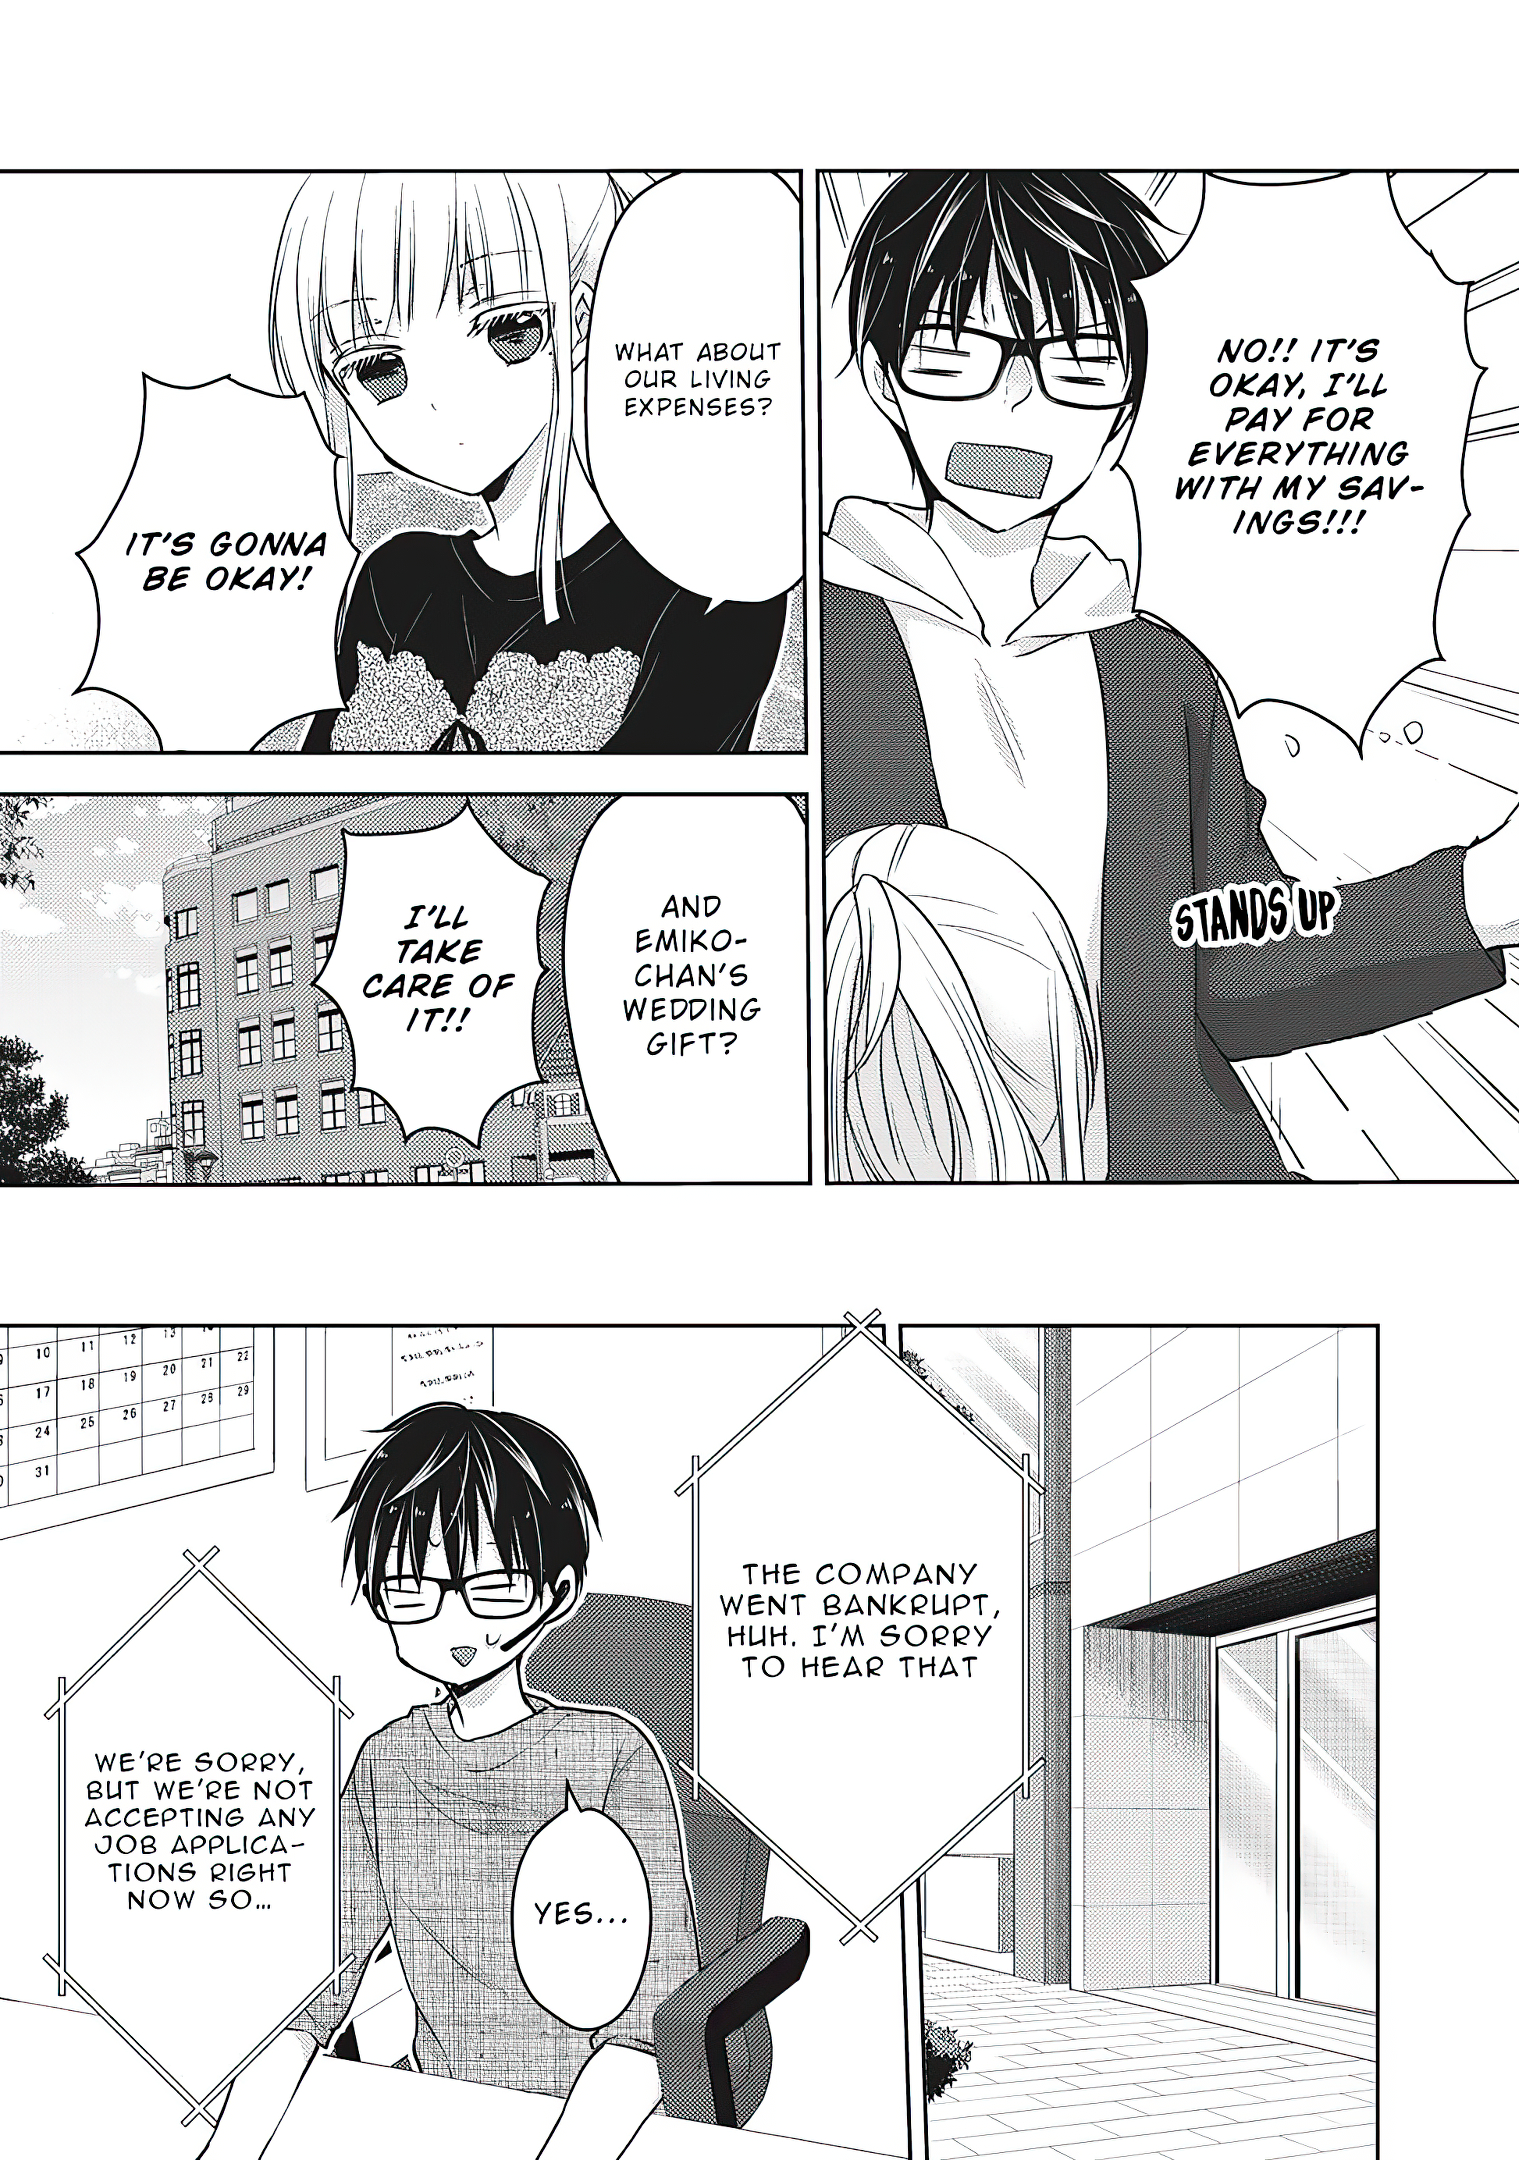 NO!! IT'S
OKAY, I'LL
PAY FOR
EVERYTHING
WITH MY SAV-
INGS!!!
STANDS UP
WHAT ABOUT
OUR LIVING
EXPENSES?
IT'S GONNA
BE OKAY!
AND
EMIKO-
CHAN'S
WEDDING
GIFT?
I'LL
TAKE
CARE OF
IT!!
THE COMPANY
WENT BANKRUPT,
HUH. I'M SORRY
TO HEAR THAT
YES...
WE'RE SORRY,
BUT WE'RE NOT
ACCEPTING ANY
JOB APPLICA-
TIONS RIGHT
NOW SO...
10 11 12 13
17 18 19 20 21 22
24 25 26 27 28 29
31